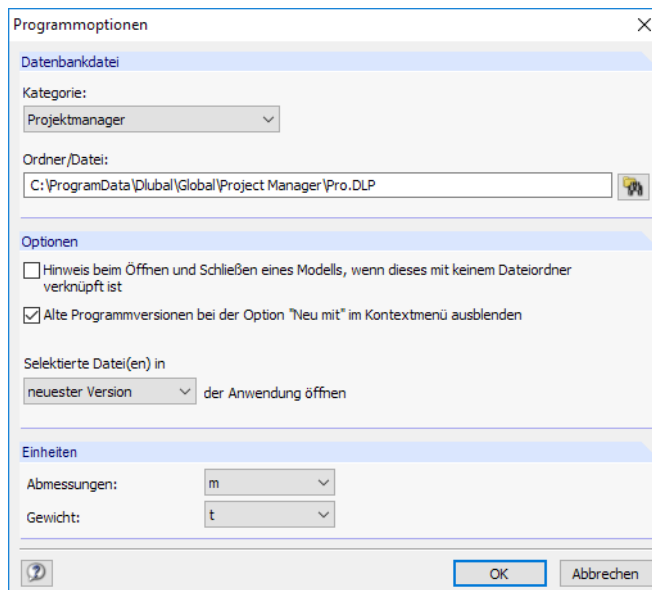 Programmoptionen
Datenbankdatei
Kategorie:
Projektmanager
Ordner/Datei:
C:\ProgramData\Dlubal\Global\Project Manager\Pro.DLP
Optionen
Hinweis beim Öffnen und Schließen eines Modells, wenn dieses mit keinem Dateiordner
verknüpft ist
Alte Programmversionen bei der Option "Neu mit" im Kontextmenü ausblenden
Selektierte Datei(en) in
neuester Version der Anwendung öffnen
Einheiten
Abmessungen: m
Gewicht: t
OK Abbrechen